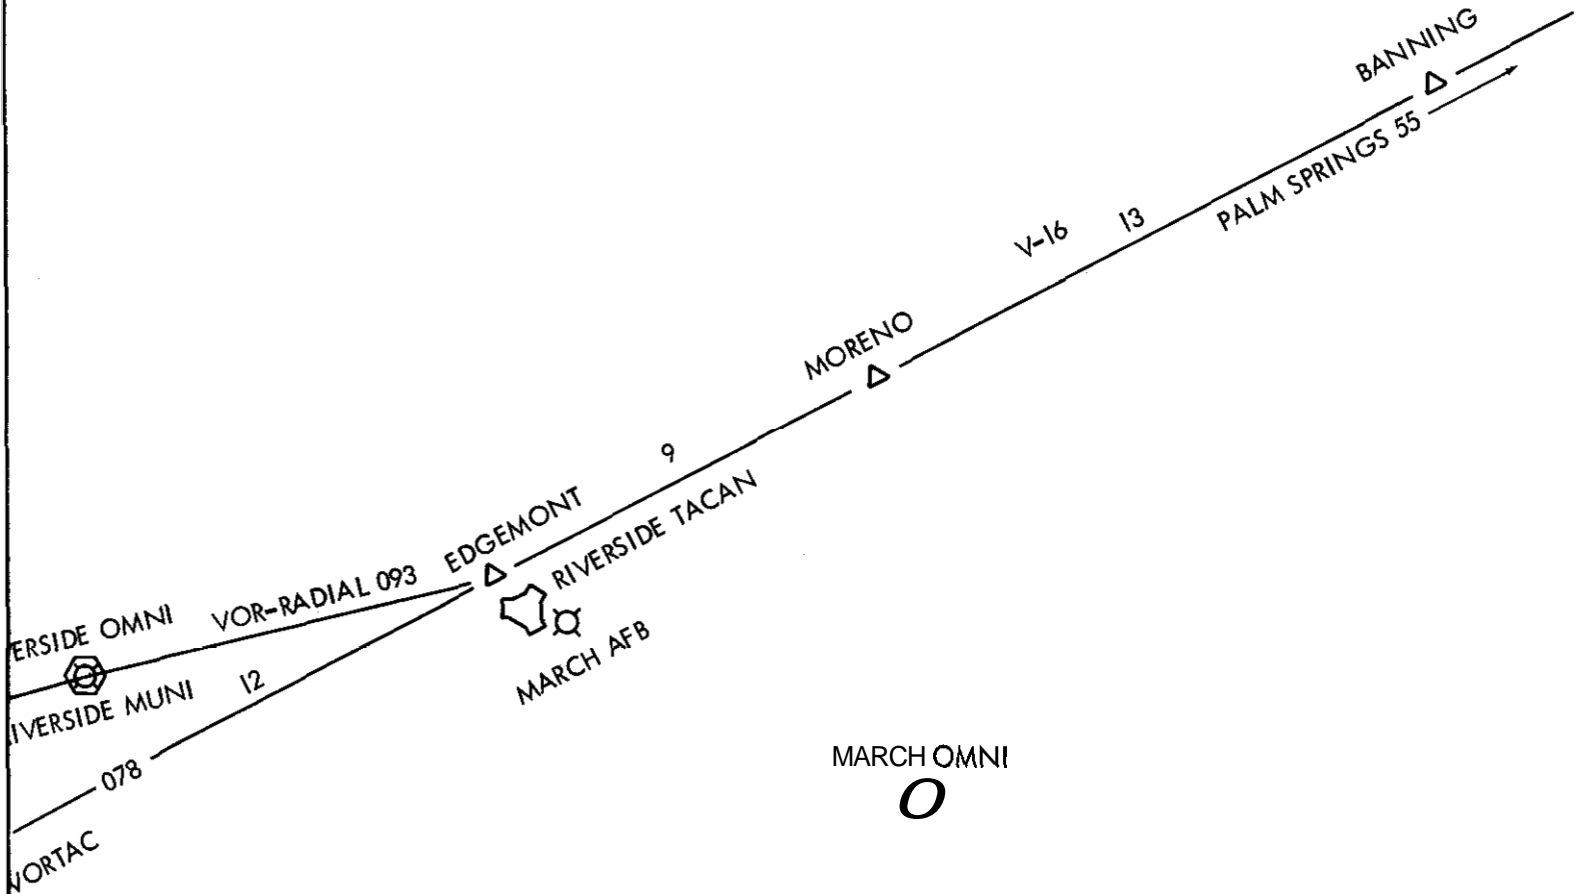 BANNING
PALM SPRINGS 55
V-16 13
MORENO
9
EDGEMONT
RIVERSIDE TACAN
VOR-RADIAL 093
ERSIDE OMNI
MARCH AFB
12
IVERSIDE MUNI
MARCH OMNI
O
078
VORTAC